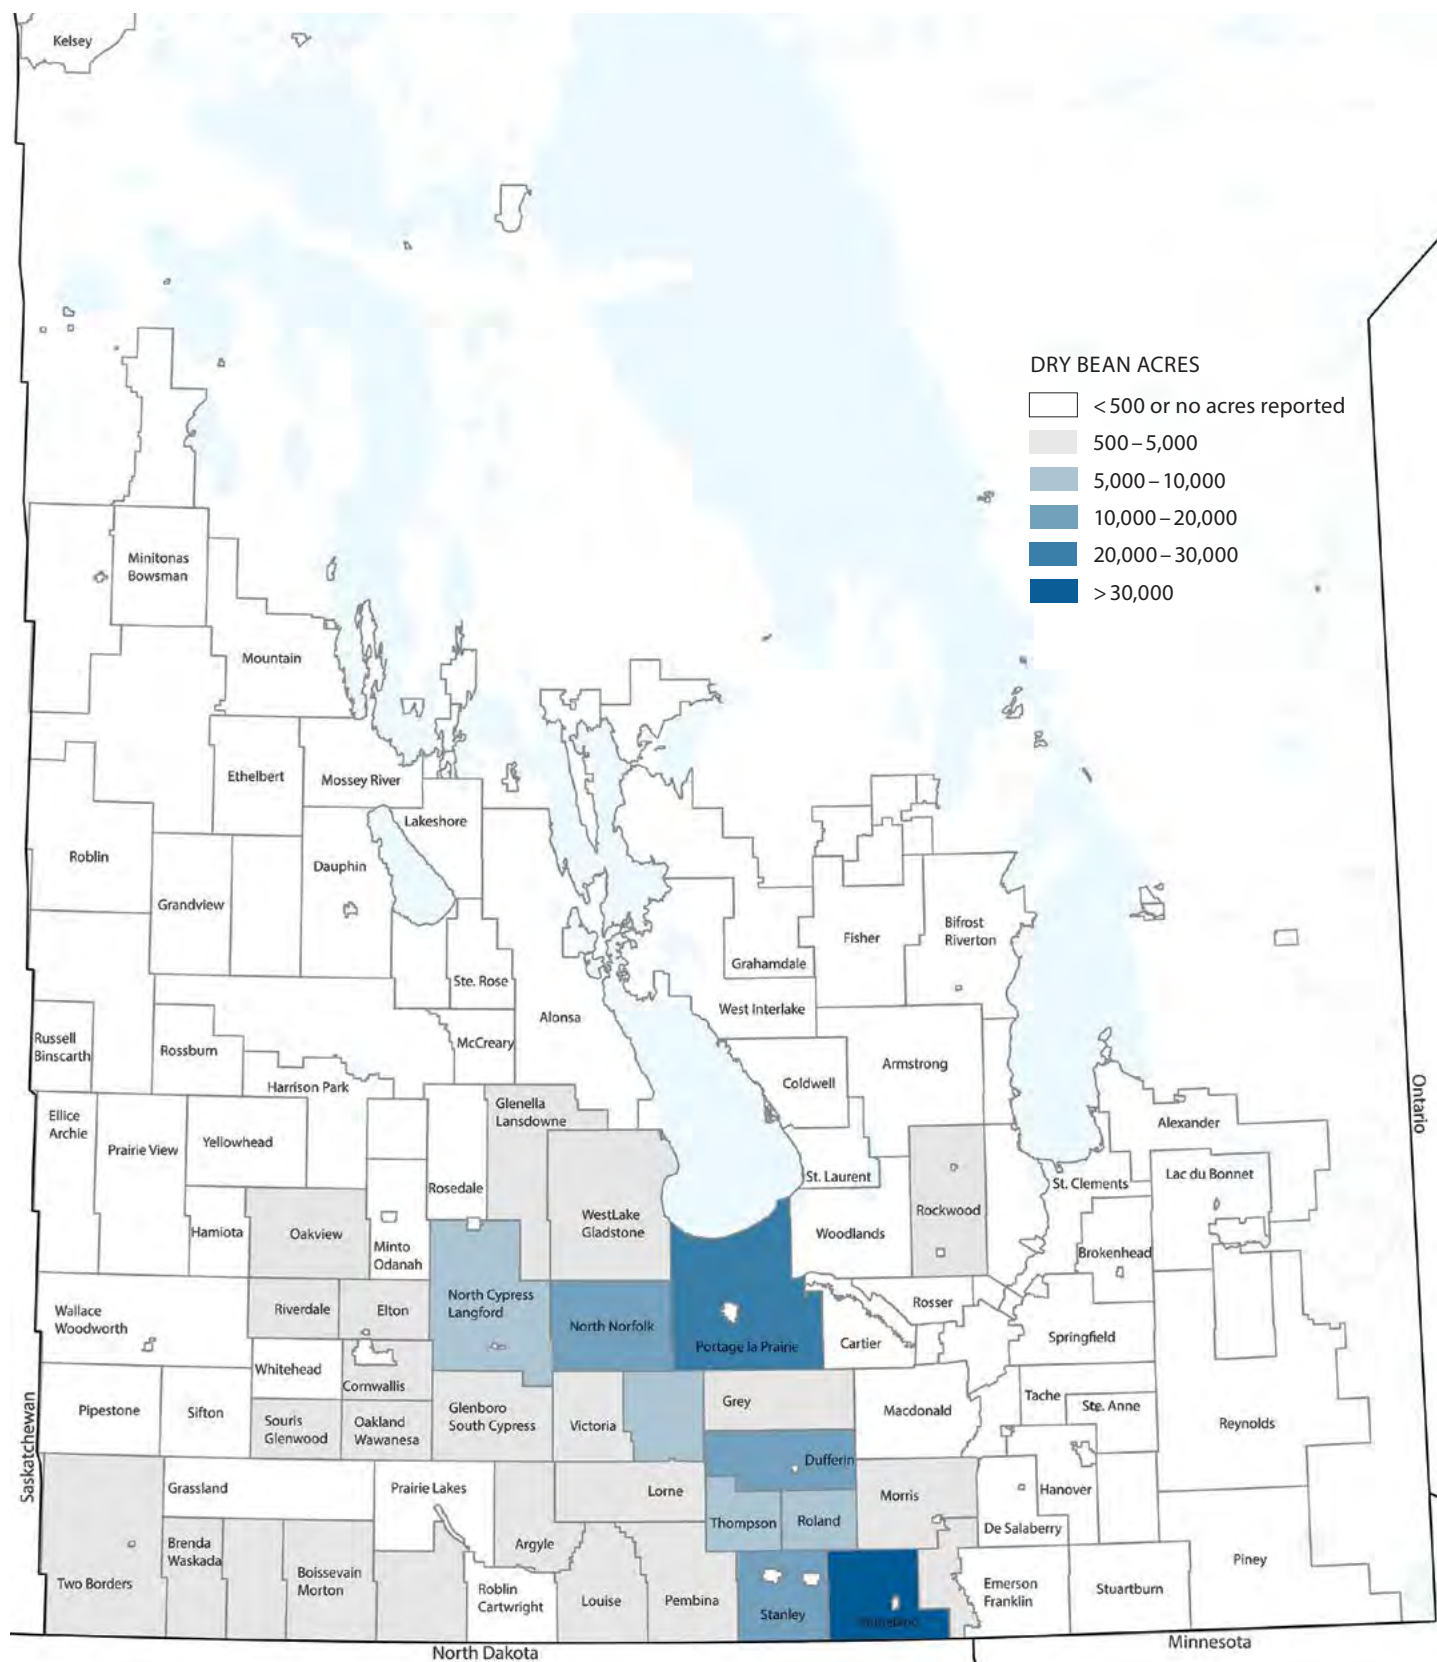 Kelsey
DRY BEAN ACRES
< 500 or no acres reported
500 – 5,000
5,000 – 10,000
10,000 – 20,000
20,000 – 30,000
> 30,000
Minitonas
Bowsman
Mountain
Ethelbert
Mossey River
Lakeshore
Roblin
Dauphin
Grandview
Bifrost
Riverton
Fisher
Grahamdale
Ste. Rose
West Interlake
Alonsa
Russell
Binscarth
Rossburn
McCreary
Armstrong
Coldwell
Harrison Park
Ontario
Glenella
Lansdowne
Ellice
Archie
Alexander
Yellowhead
Prairie View
St. Laurent
Lac du Bonnet
St. Clements
Rosedale
WestLake
Gladstone
Rockwood
Hamiota
Oakview
Woodlands
Minto
Odanah
Brokenhead
North Cypress
Langford
Rosser
Wallace
Woodworth
Riverdale
Elton
North Norfolk
Springfield
Portage la Prairie
Cartier
Whitehead
Cornwallis
Tache
Ste. Anne
Pipestone
Sifton
Glenboro
South Cypress
Grey
Macdonald
Souris
Glenwood
Oakland
Wawanesa
Victoria
Reynolds
Saskatchewan
Dufferin
Grassland
Prairie Lakes
Lorne
Morris
Hanover
Thompson
Roland
De Salaberry
Brenda
Waskada
Argyle
Piney
Boissevain
Morton
Two Borders
Emerson
Franklin
Stuartburn
Roblin
Cartwright
Louise
Pembina
Stanley
Rhineland
North Dakota
Minnesota